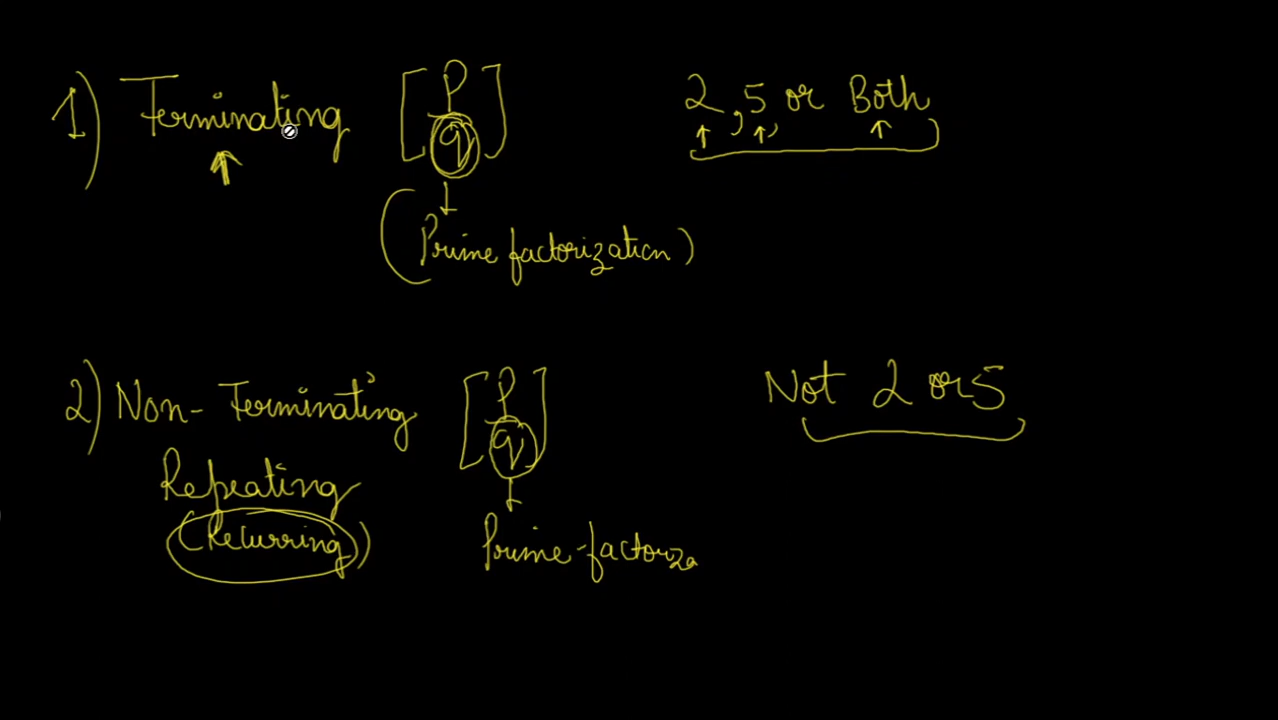 1) Terminating [P/q] 2, 5, or Both
(Prime factorization)
2) Non-Terminating [P/q] Not 2 or 5
Repeating
(Recurring)
Prime-factoriza